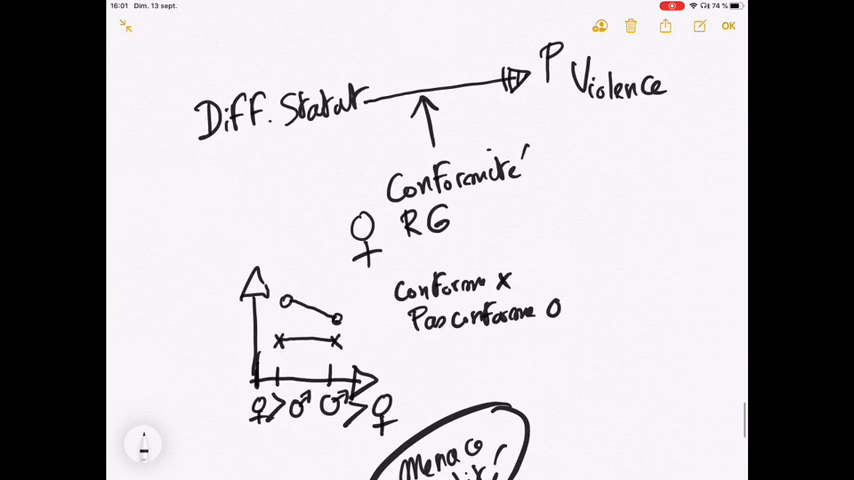 16:01 Dim. 13 sept.
74 %
OK
Diff. Statut
P Violence
Conformité
♀ RG
Conforme x
Pas conforme o
♀ > ♂ ♂ > ♀
Menace